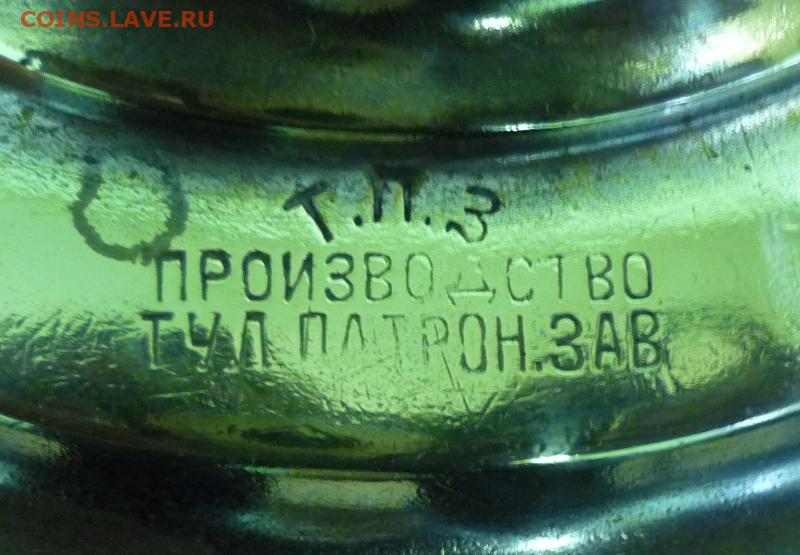 COINS.LAVE.RU
Т.П.З
ПРОИЗВОДСТВО
ТУЛ.ПАТРОН.ЗАВ